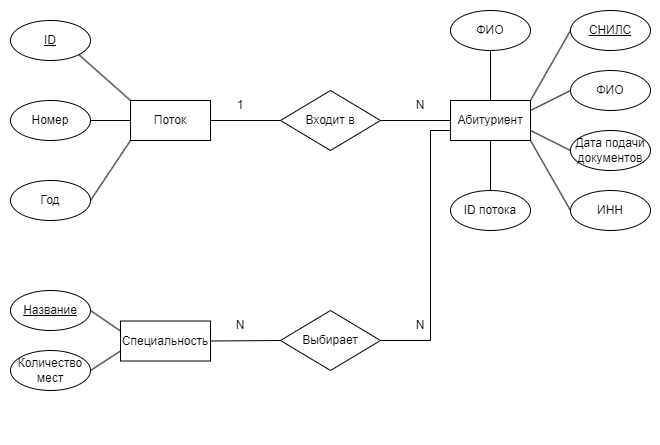 ID
Номер
Год
Поток
1
Входит в
N
ФИО
Абитуриент
ID потока
СНИЛС
ФИО
Дата подачи
документов
ИНН
Название
Количество
мест
Специальность
N
Выбирает
N